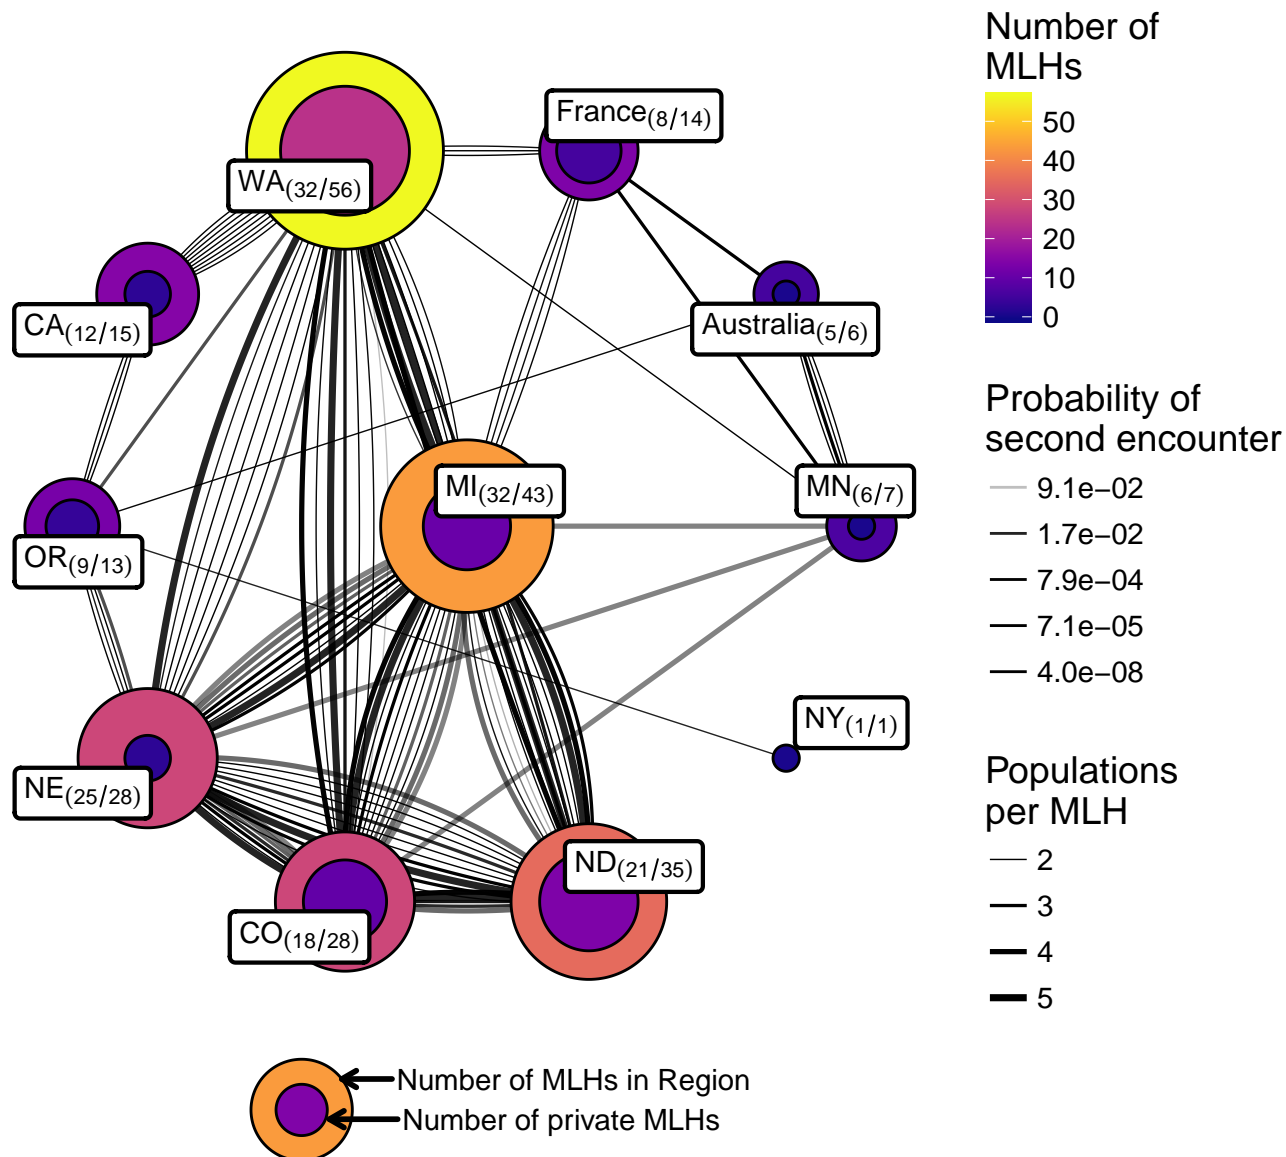 Number of
MLHs
50
40
30
20
10
0
France(8/14)
WA(32/56)
CA(12/15)
Australia(5/6)
Probability of
second encounter
9.1e−02
1.7e−02
7.9e−04
7.1e−05
4.0e−08
MI(32/43)
MN(6/7)
OR(9/13)
NY(1/1)
NE(25/28)
Populations
per MLH
2
3
4
5
ND(21/35)
CO(18/28)
Number of MLHs in Region
Number of private MLHs